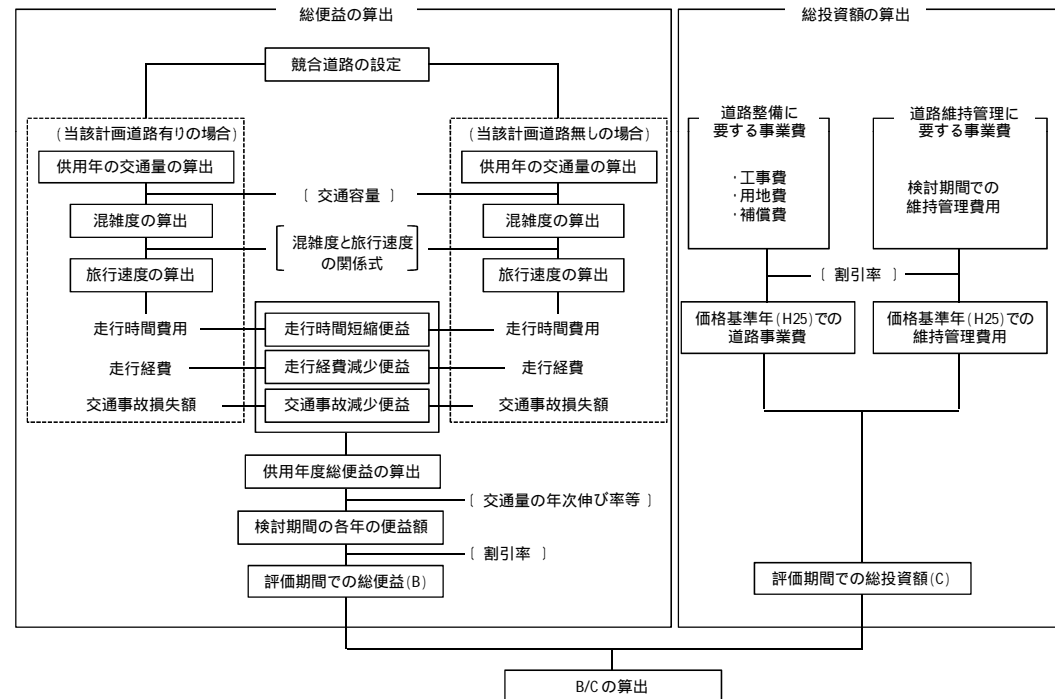 総便益の算出
競合道路の設定
(当該計画道路有りの場合)
供用年の交通量の算出
混雑度の算出
旅行速度の算出
走行時間費用
走行経費
交通事故損失額
〔 交通容量 〕
混雑度と旅行速度
の関係式
走行時間短縮便益
走行経費減少便益
交通事故減少便益
(当該計画道路無しの場合)
供用年の交通量の算出
混雑度の算出
旅行速度の算出
走行時間費用
走行経費
交通事故損失額
供用年度総便益の算出
〔 交通量の年次伸び率等 〕
検討期間の各年の便益額
〔 割引率 〕
評価期間での総便益(B)
総投資額の算出
道路整備に
要する事業費
・工事費
・用地費
・補償費
道路維持管理に
要する事業費
検討期間での
維持管理費用
〔 割引率 〕
価格基準年(H25)での
道路事業費
価格基準年(H25)での
維持管理費用
評価期間での総投資額(C)
B/Cの算出